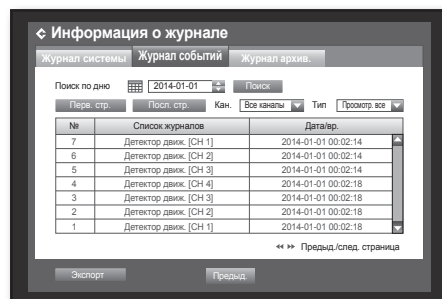 Информация о журнале
Журнал системы Журнал событий Журнал архив.
Поиск по дню 2014-01-01 Поиск
Перв. стр. Посл. стр. Кан. Все каналы Тип Просмотр. все
№ Список журналов Дата/вр.
7 Детектор движ. [CH 1] 2014-01-01 00:02:14
6 Детектор движ. [CH 2] 2014-01-01 00:02:14
5 Детектор движ. [CH 3] 2014-01-01 00:02:14
4 Детектор движ. [CH 4] 2014-01-01 00:02:18
3 Детектор движ. [CH 3] 2014-01-01 00:02:18
2 Детектор движ. [CH 2] 2014-01-01 00:02:18
1 Детектор движ. [CH 1] 2014-01-01 00:02:18
Предыд./след. страница
Экспорт Предыд.